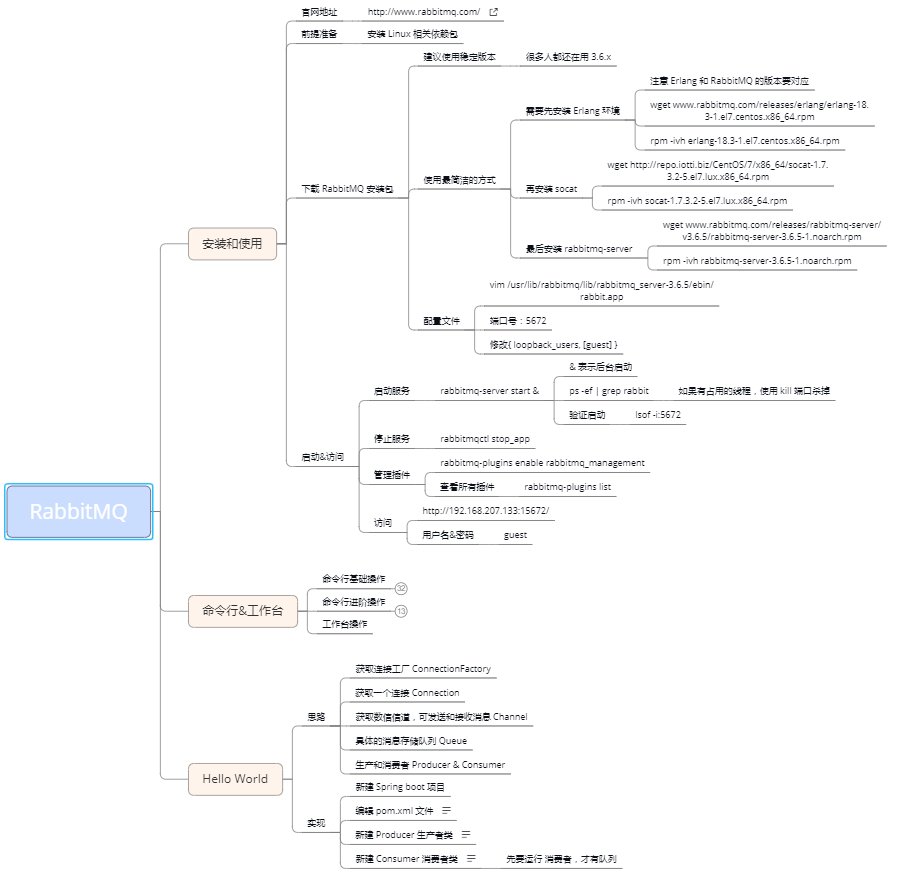 RabbitMQ
安装和使用
官网地址
http://www.rabbitmq.com/
前提准备
安装 Linux 相关依赖包
下载 RabbitMQ 安装包
建议使用稳定版本
很多人都还在用 3.6.x
使用最简洁的方式
需要先安装 Erlang 环境
注意 Erlang 和 RabbitMQ 的版本要对应
wget www.rabbitmq.com/releases/erlang/erlang-18.
3-1.el7.centos.x86_64.rpm
rpm -ivh erlang-18.3-1.el7.centos.x86_64.rpm
再安装 socat
wget http://repo.iotti.biz/CentOS/7/x86_64/socat-1.7.
3.2-5.el7.lux.x86_64.rpm
rpm -ivh socat-1.7.3.2-5.el7.lux.x86_64.rpm
最后安装 rabbitmq-server
wget www.rabbitmq.com/releases/rabbitmq-server/
v3.6.5/rabbitmq-server-3.6.5-1.noarch.rpm
rpm -ivh rabbitmq-server-3.6.5-1.noarch.rpm
配置文件
vim /usr/lib/rabbitmq/lib/rabbitmq_server-3.6.5/ebin/
rabbit.app
端口号：5672
修改{ loopback_users, [guest] }
启动&访问
启动服务
rabbitmq-server start &
& 表示后台启动
ps -ef | grep rabbit
如果有占用的线程，使用 kill 端口杀掉
验证启动
lsof -i:5672
停止服务
rabbitmqctl stop_app
管理插件
rabbitmq-plugins enable rabbitmq_management
查看所有插件
rabbitmq-plugins list
访问
http://192.168.207.133:15672/
用户名&密码
guest
命令行&工作台
命令行基础操作
32
命令行进阶操作
13
工作台操作
Hello World
思路
获取连接工厂 ConnectionFactory
获取一个连接 Connection
获取数信信道，可发送和接收消息 Channel
具体的消息存储队列 Queue
生产和消费者 Producer & Consumer
实现
新建 Spring boot 项目
编辑 pom.xml 文件
新建 Producer 生产者类
新建 Consumer 消费者类
先要运行 消费者，才有队列